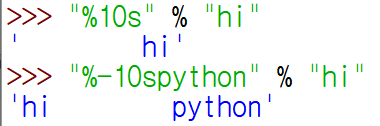 >>> "%10s" % "hi"
'        hi'
>>> "%-10spython" % "hi"
'hi        python'